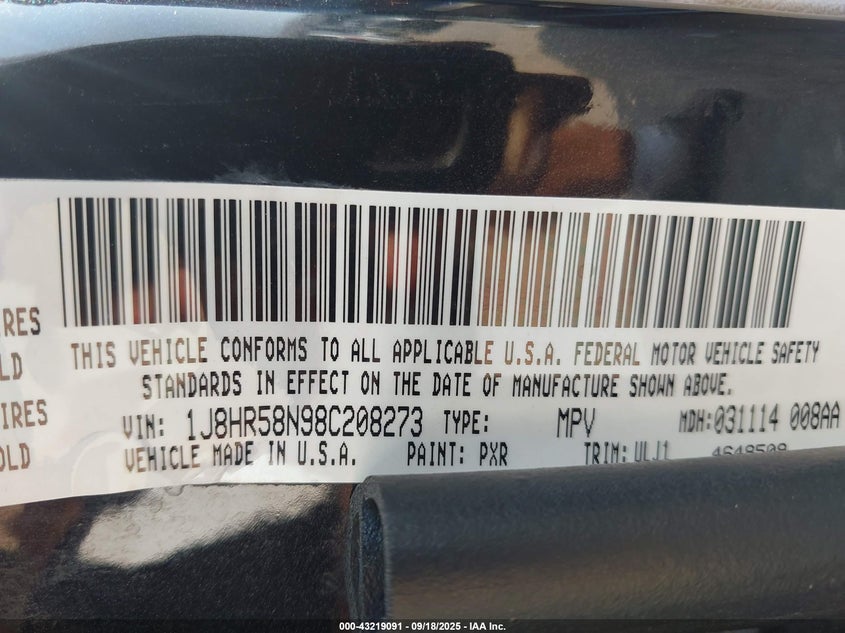 IRES
LD
IRES
OLD
THIS VEHICLE CONFORMS TO ALL APPLICABLE U.S.A. FEDERAL MOTOR VEHICLE SAFETY
STANDARDS IN EFFECT ON THE DATE OF MANUFACTURE SHOWN ABOVE.
VIN: 1J8HR58N98C208273 TYPE: MPV MDH:031114 008AA
VEHICLE MADE IN U.S.A. PAINT: PXR TRIM: ULJ1
000-43219091 - 09/18/2025 - IAA Inc.